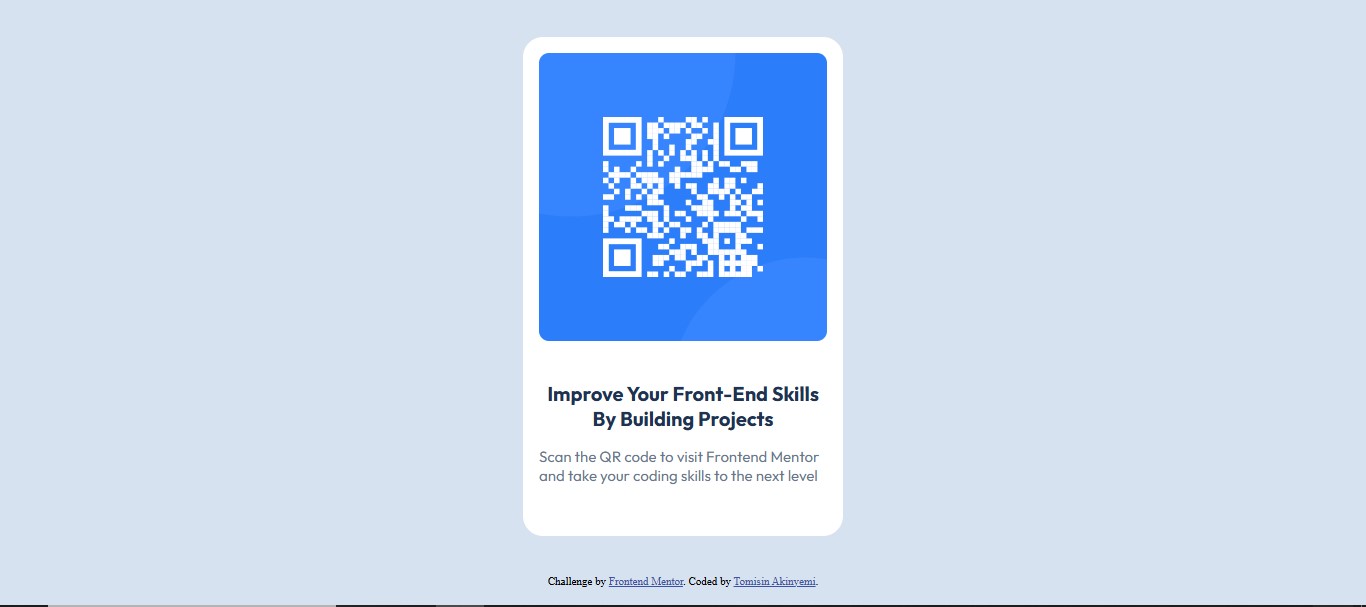 Improve Your Front-End Skills
By Building Projects
Scan the QR code to visit Frontend Mentor
and take your coding skills to the next level
Challenge by Frontend Mentor. Coded by Tomisin Akinyemi.